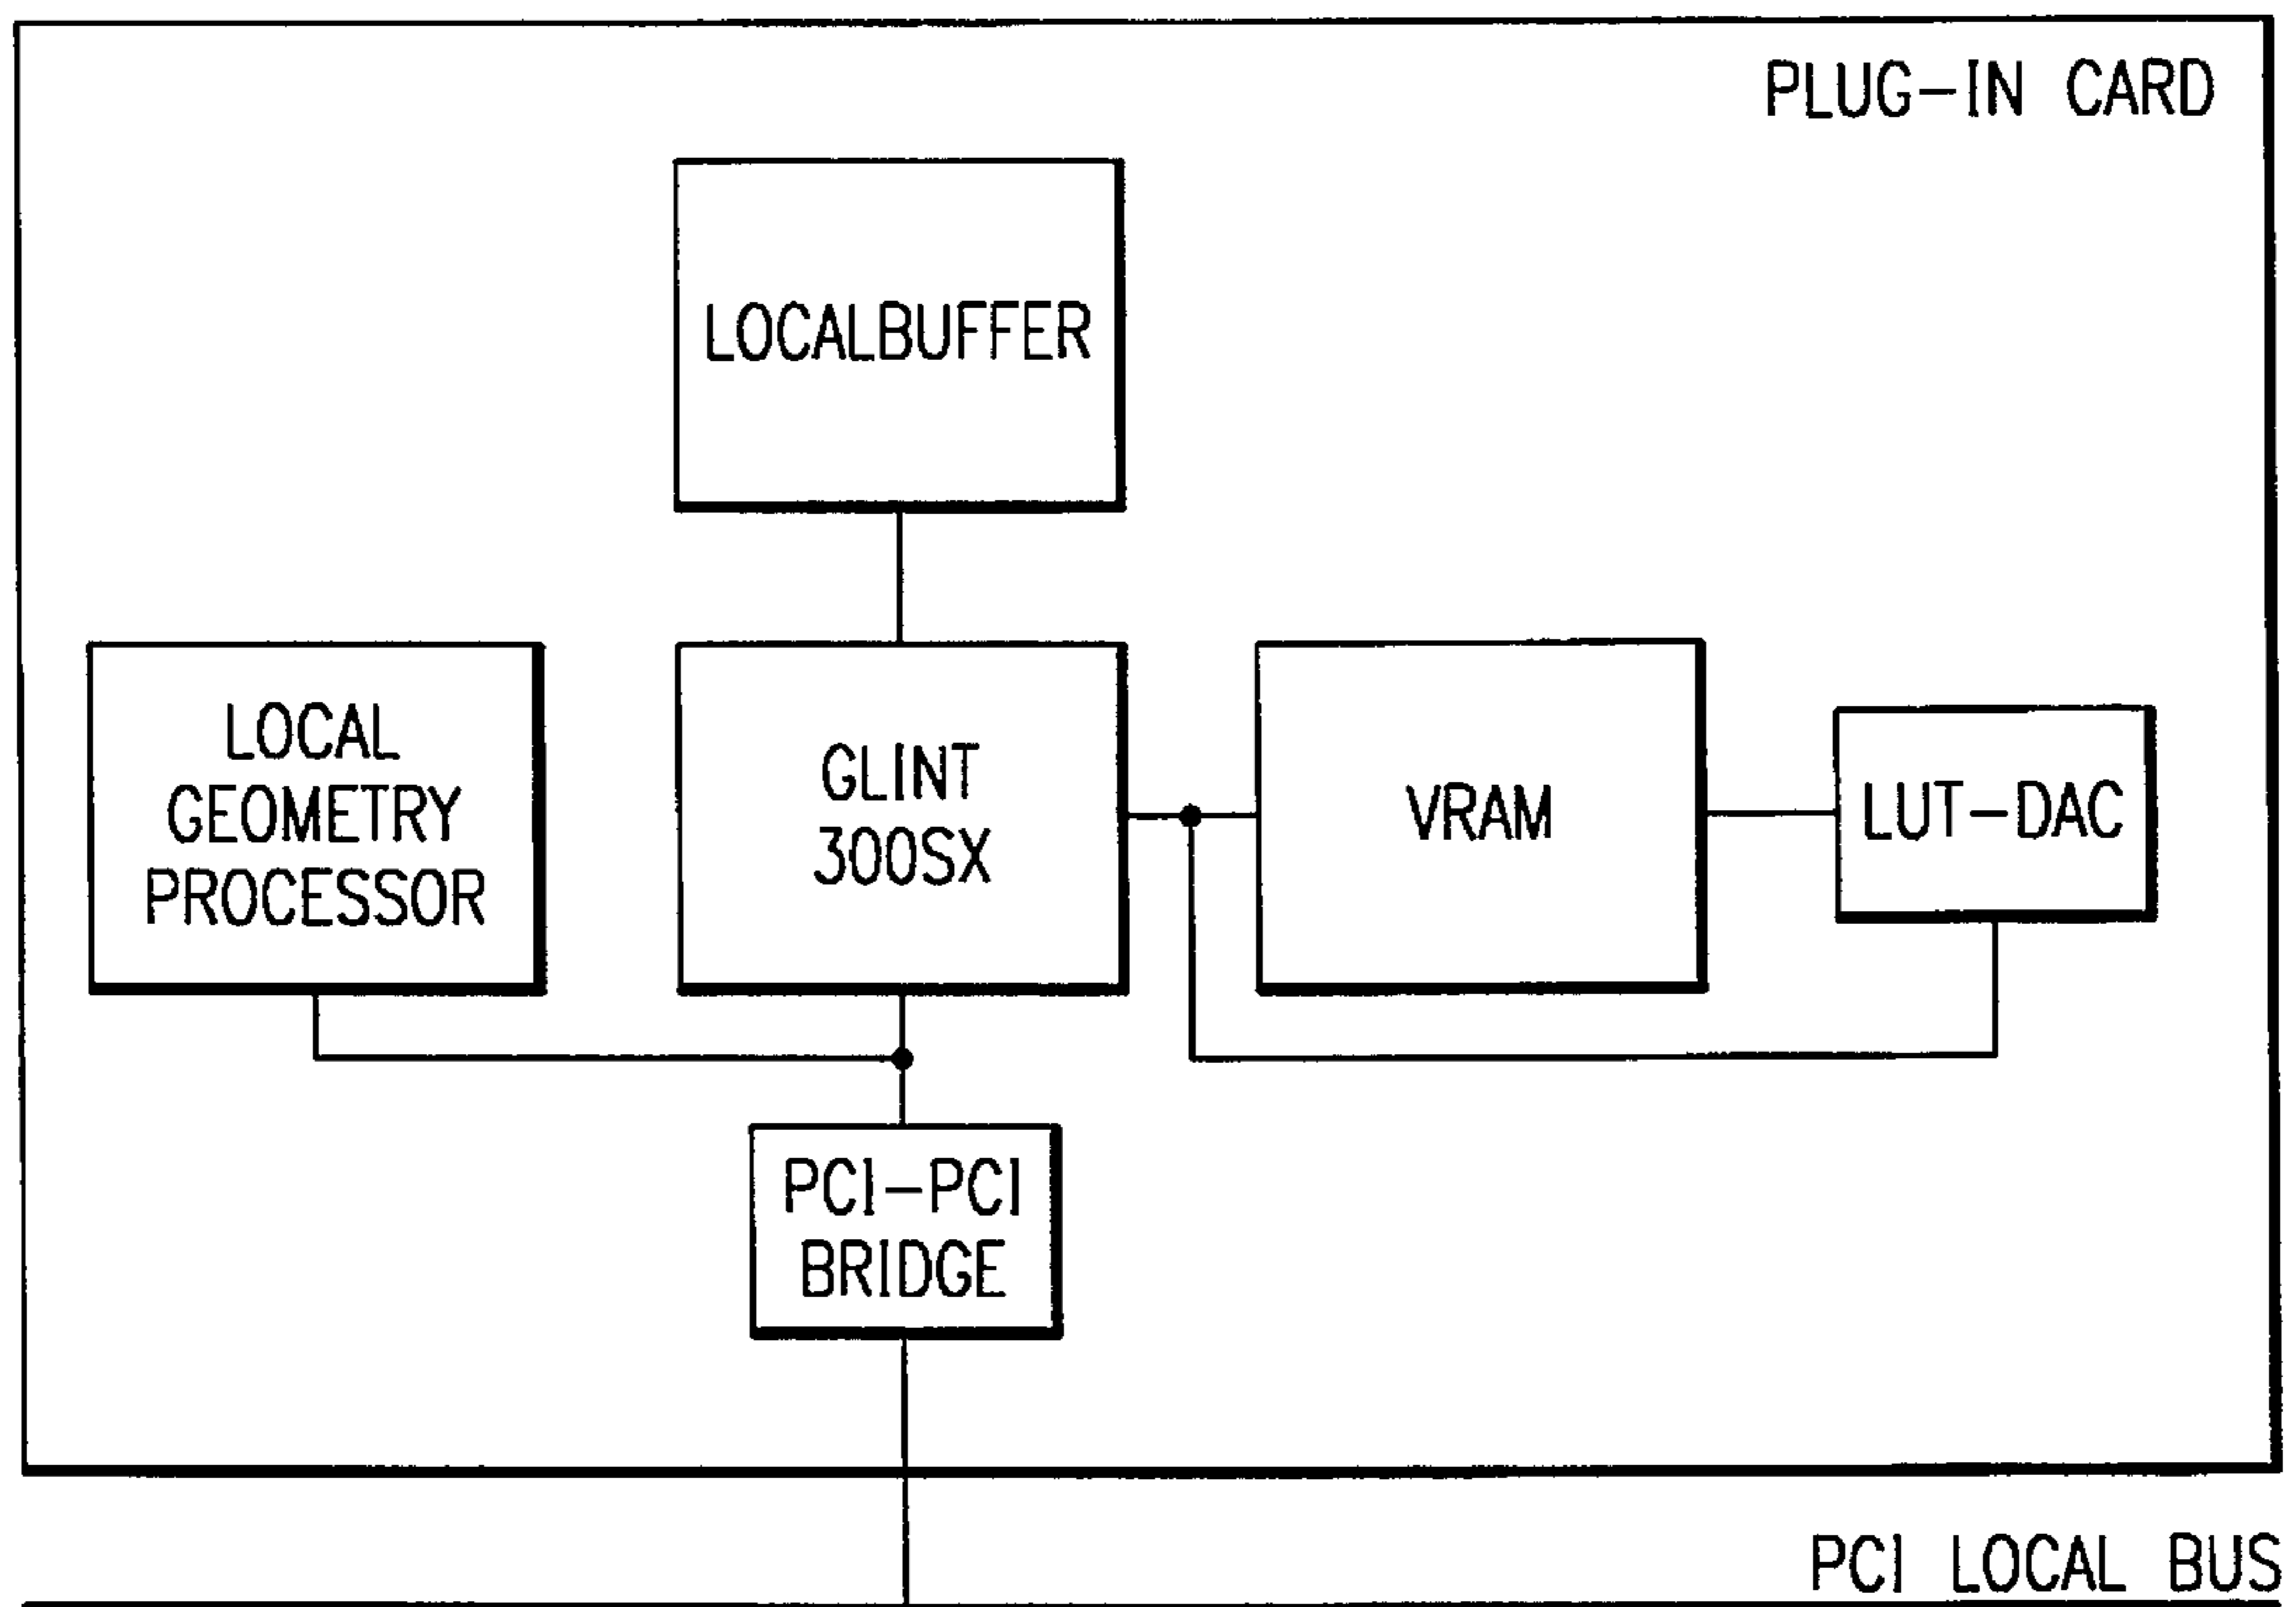 PLUG-IN CARD
LOCALBUFFER
LOCAL
GEOMETRY
PROCESSOR
GLINT
300SX
VRAM
LUT-DAC
PCI-PCI
BRIDGE
PCI LOCAL BUS